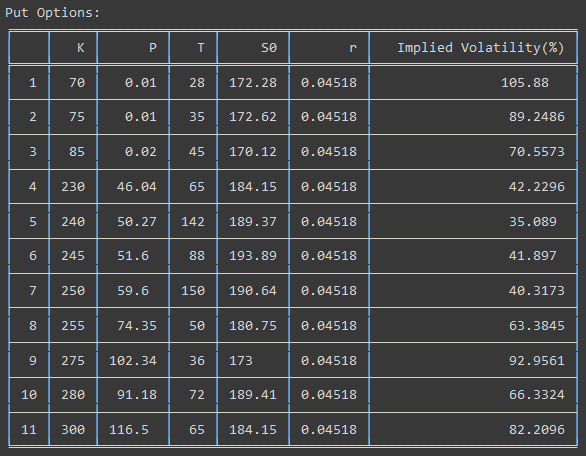 Put Options:
K P T S0 r Implied Volatility(%)
1 70 0.01 28 172.28 0.04518 105.88
2 75 0.01 35 172.62 0.04518 89.2486
3 85 0.02 45 170.12 0.04518 70.5573
4 230 46.04 65 184.15 0.04518 42.2296
5 240 50.27 142 189.37 0.04518 35.089
6 245 51.6 88 193.89 0.04518 41.897
7 250 59.6 150 190.64 0.04518 40.3173
8 255 74.35 50 180.75 0.04518 63.3845
9 275 102.34 36 173 0.04518 92.9561
10 280 91.18 72 189.41 0.04518 66.3324
11 300 116.5 65 184.15 0.04518 82.2096